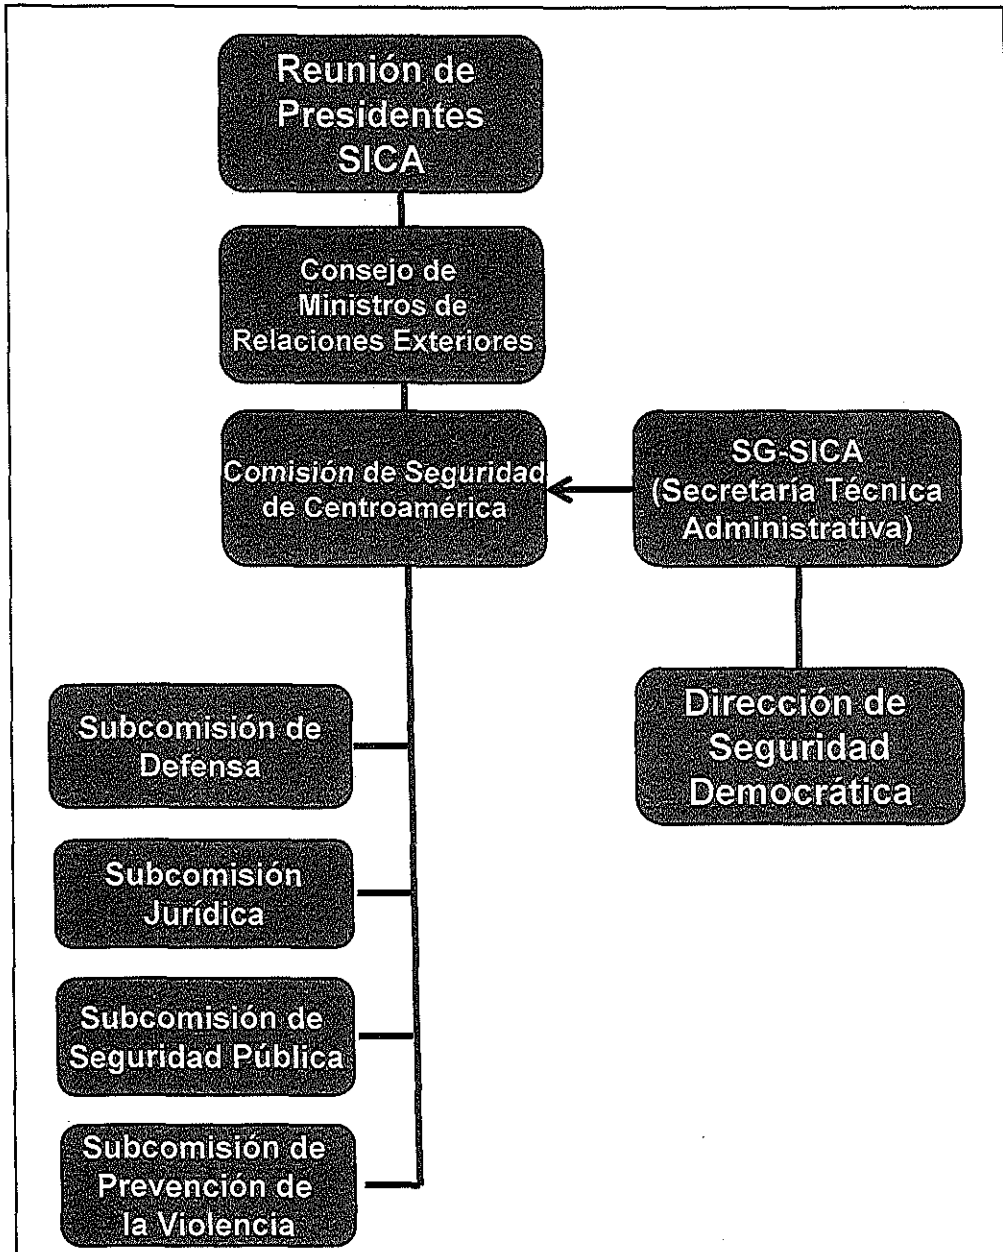 Reunión de
Presidentes
SICA
Consejo de
Ministros de
Relaciones Exteriores
Comisión de Seguridad
de Centroamérica
SG-SICA
(Secretaría Técnica
Administrativa)
Dirección de
Seguridad
Democrática
Subcomisión de
Defensa
Subcomisión
Jurídica
Subcomisión de
Seguridad Pública
Subcomisión de
Prevención de
la Violencia